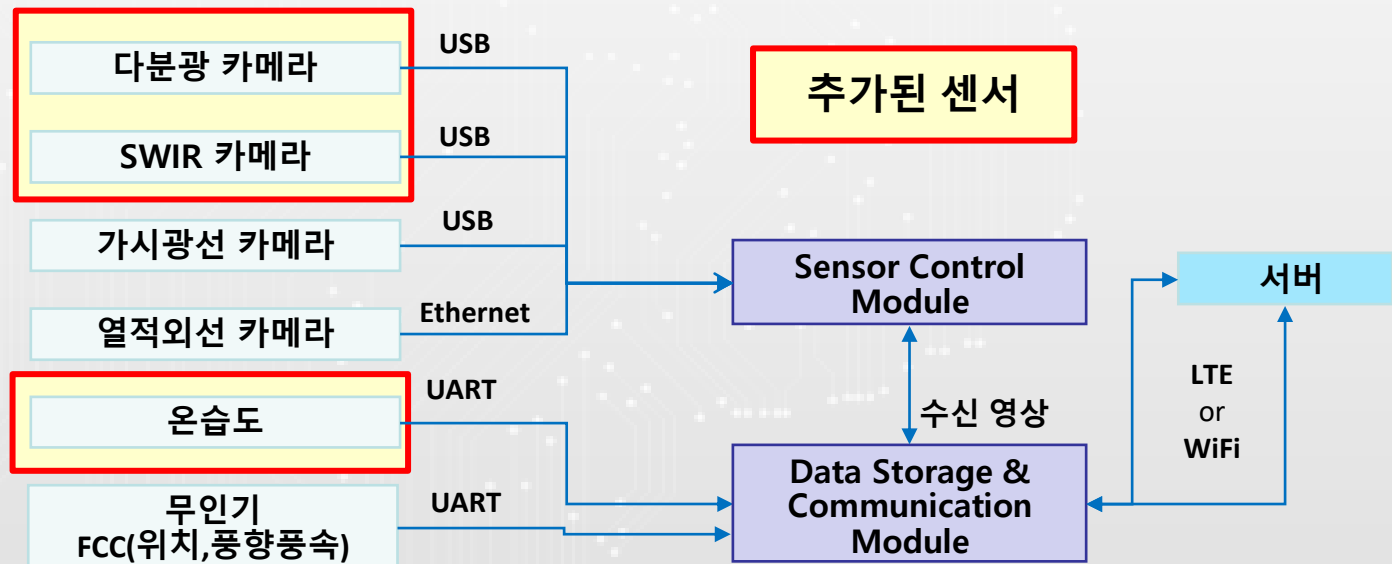 다분광 카메라
USB
추가된 센서
SWIR 카메라
USB
가시광선 카메라
USB
Sensor Control
Module
서버
열적외선 카메라
Ethernet
온습도
UART
수신 영상
LTE
or
WiFi
무인기
FCC(위치,풍향풍속)
UART
Data Storage &
Communication
Module